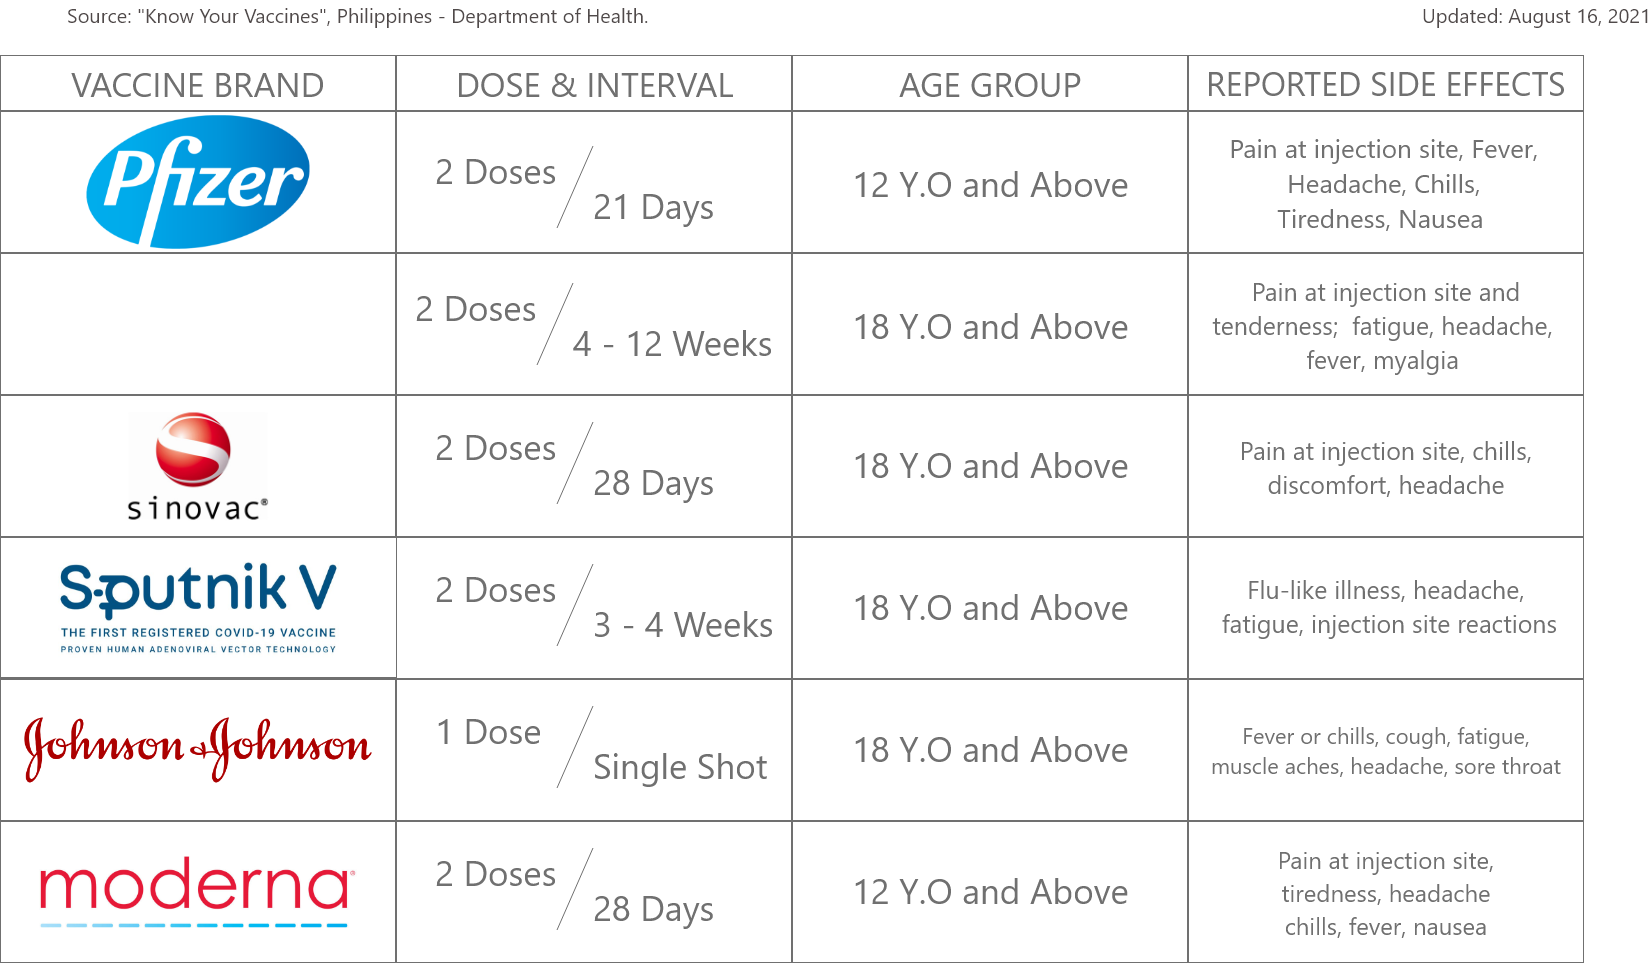 Source: "Know Your Vaccines", Philippines - Department of Health.
Updated: August 16, 2021
VACCINE BRAND
DOSE & INTERVAL
AGE GROUP
REPORTED SIDE EFFECTS
Pfizer
2 Doses
21 Days
12 Y.O and Above
Pain at injection site, Fever,
Headache, Chills,
Tiredness, Nausea
2 Doses
4 - 12 Weeks
18 Y.O and Above
Pain at injection site and
tenderness; fatigue, headache,
fever, myalgia
sinovac®
2 Doses
28 Days
18 Y.O and Above
Pain at injection site, chills,
discomfort, headache
Sputnik V
THE FIRST REGISTERED COVID-19 VACCINE
PROVEN HUMAN ADENOVIRAL VECTOR TECHNOLOGY
2 Doses
3 - 4 Weeks
18 Y.O and Above
Flu-like illness, headache,
fatigue, injection site reactions
Johnson & Johnson
1 Dose
Single Shot
18 Y.O and Above
Fever or chills, cough, fatigue,
muscle aches, headache, sore throat
moderna®
2 Doses
28 Days
12 Y.O and Above
Pain at injection site,
tiredness, headache
chills, fever, nausea